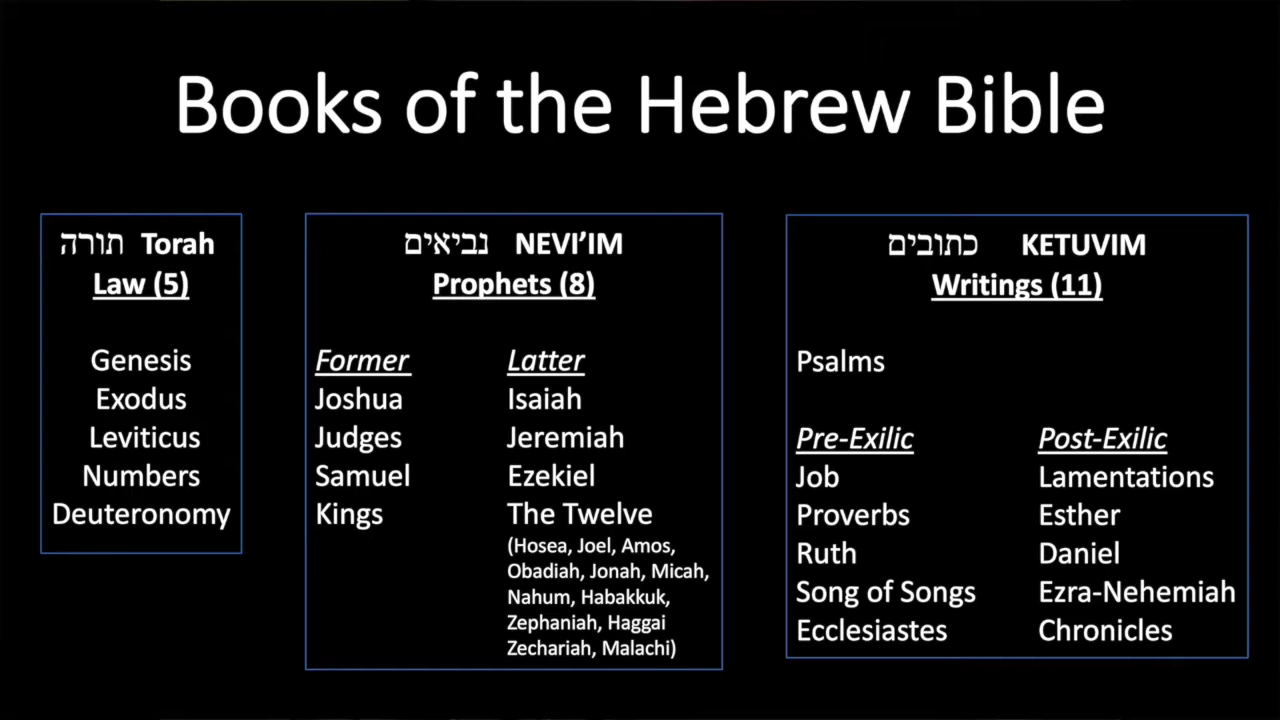 Books of the Hebrew Bible
תורה Torah
Law (5)
Genesis
Exodus
Leviticus
Numbers
Deuteronomy
נביאים NEVI’IM
Prophets (8)
Former
Joshua
Judges
Samuel
Kings
Latter
Isaiah
Jeremiah
Ezekiel
The Twelve
(Hosea, Joel, Amos,
Obadiah, Jonah, Micah,
Nahum, Habakkuk,
Zephaniah, Haggai
Zechariah, Malachi)
כתובים KETUVIM
Writings (11)
Psalms
Pre-Exilic
Job
Proverbs
Ruth
Song of Songs
Ecclesiastes
Post-Exilic
Lamentations
Esther
Daniel
Ezra-Nehemiah
Chronicles